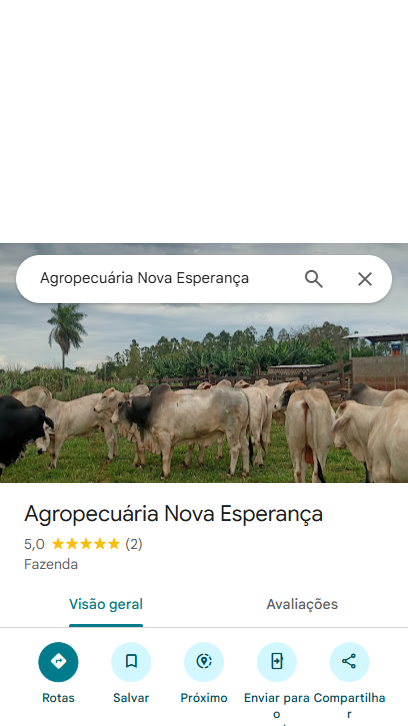 Agropecuária Nova Esperança
Agropecuária Nova Esperança
5,0 (2)
Fazenda
Visão geral Avaliações
Rotas Salvar Próximo Enviar para o Compartilhar